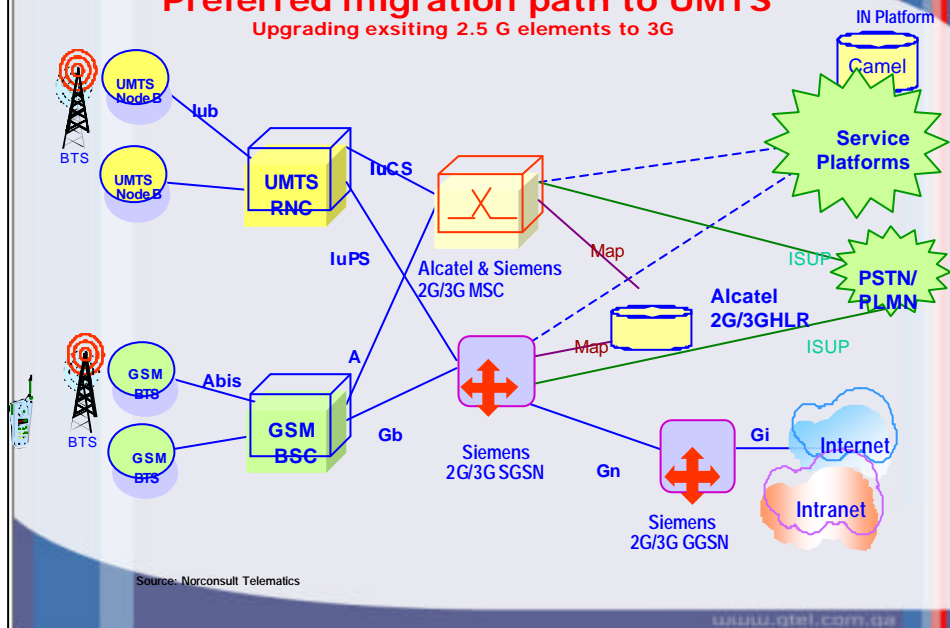 Preferred migration path to UMTS
Upgrading exsiting 2.5 G elements to 3G
IN Platform
Camel
Service
Platforms
UMTS
Node B
Iub
BTS
UMTS
Node B
UMTS
RNC
IuCS
IuPS
Alcatel & Siemens
2G/3G MSC
Map
ISUP
PSTN/
PLMN
Alcatel
2G/3GHLR
Map
ISUP
GSM
BTS
Abis
A
BTS
GSM
BTS
GSM
BSC
Gb
Siemens
2G/3G SGSN
Gn
Gi
Internet
Intranet
Siemens
2G/3G GGSN
Source: Norconsult Telematics
www.qtel.com.qa